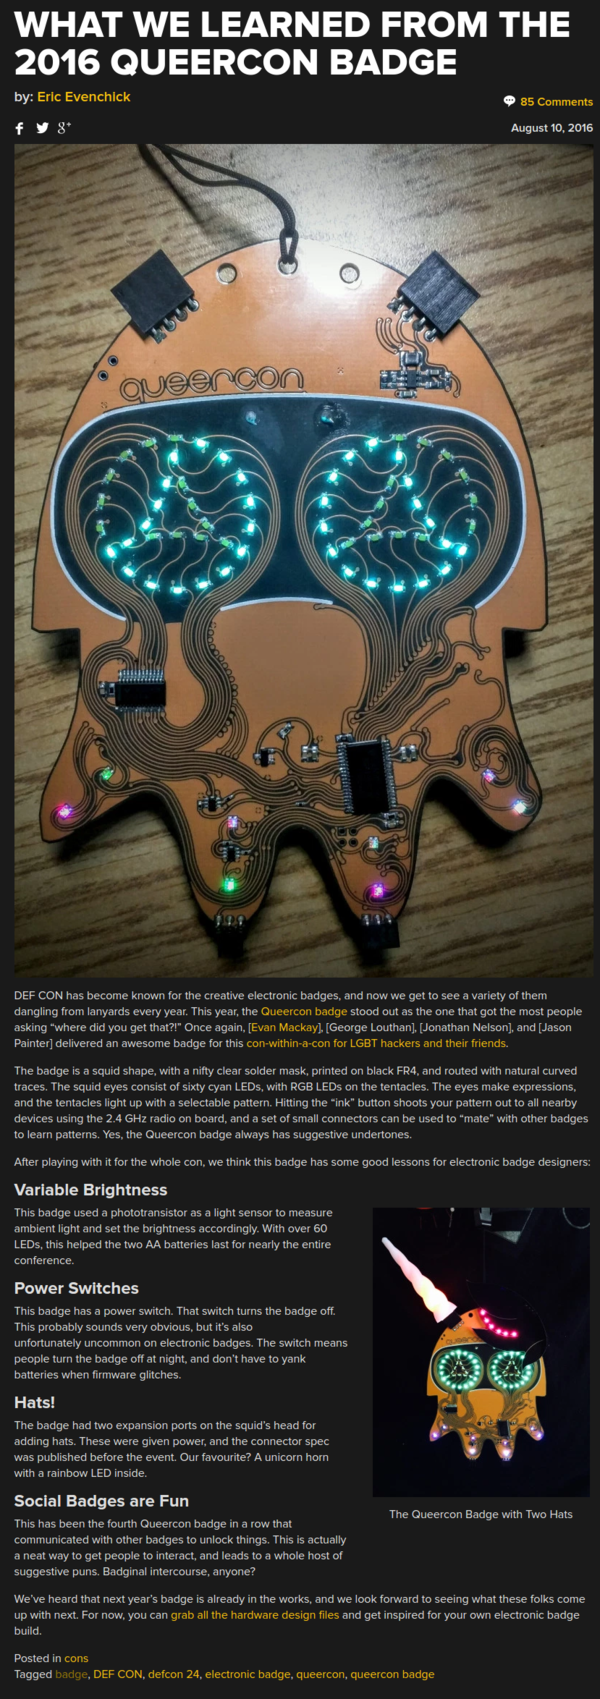 WHAT WE LEARNED FROM THE
2016 QUEERCON BADGE
by: Eric Evenchick
85 Comments
August 10, 2016
queercon
DEF CON has become known for the creative electronic badges, and now we get to see a variety of them
dangling from lanyards every year. This year, the Queercon badge stood out as the one that got the most people
asking “where did you get that?!” Once again, [Evan Mackay], [George Louthan], [Jonathan Nelson], and [Jason
Painter] delivered an awesome badge for this con-within-a-con for LGBT hackers and their friends.
The badge is a squid shape, with a nifty clear solder mask, printed on black FR4, and routed with natural curved
traces. The squid eyes consist of sixty cyan LEDs, with RGB LEDs on the tentacles. The eyes make expressions,
and the tentacles light up with a selectable pattern. Hitting the “ink” button shoots your pattern out to all nearby
devices using the 2.4 GHz radio on board, and a set of small connectors can be used to “mate” with other badges
to learn patterns. Yes, the Queercon badge always has suggestive undertones.
After playing with it for the whole con, we think this badge has some good lessons for electronic badge designers:
Variable Brightness
This badge used a phototransistor as a light sensor to measure
ambient light and set the brightness accordingly. With over 60
LEDs, this helped the two AA batteries last for nearly the entire
conference.
Power Switches
This badge has a power switch. That switch turns the badge off.
This probably sounds very obvious, but it’s also
unfortunately uncommon on electronic badges. The switch means
people turn the badge off at night, and don’t have to yank
batteries when firmware glitches.
Hats!
The badge had two expansion ports on the squid’s head for
adding hats. These were given power, and the connector spec
was published before the event. Our favourite? A unicorn horn
with a rainbow LED inside.
queercon
The Queercon Badge with Two Hats
Social Badges are Fun
This has been the fourth Queercon badge in a row that
communicated with other badges to unlock things. This is actually
a neat way to get people to interact, and leads to a whole host of
suggestive puns. Badginal intercourse, anyone?
We’ve heard that next year’s badge is already in the works, and we look forward to seeing what these folks come
up with next. For now, you can grab all the hardware design files and get inspired for your own electronic badge
build.
Posted in cons
Tagged badge, DEF CON, defcon 24, electronic badge, queercon, queercon badge